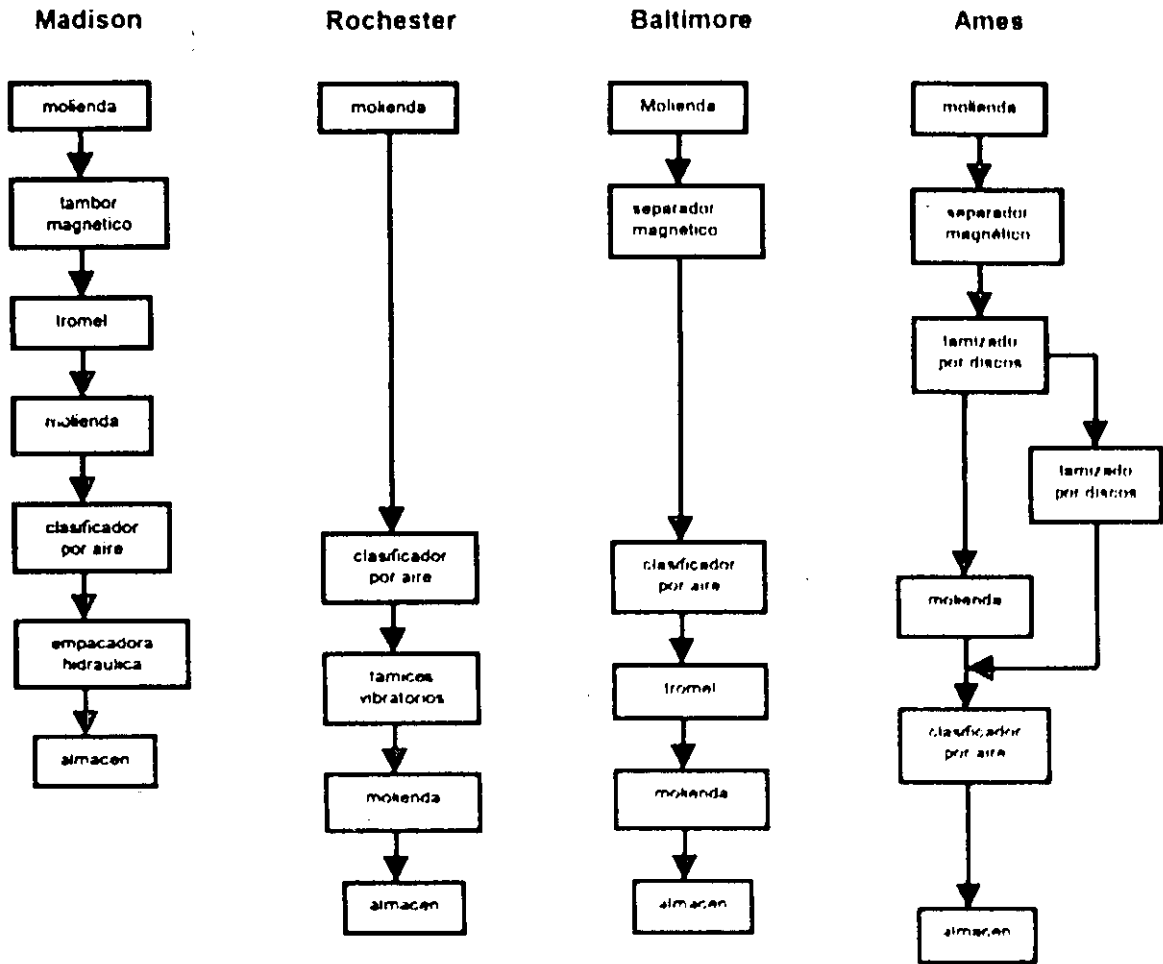 Madison
Rochester
Baltimore
Ames
molienda
tambor
magnetico
tromel
molienda
clasificador
por aire
empacadora
hidraulica
almacen
molienda
clasificador
por aire
tamices
vibratorios
molienda
almacen
Molienda
separador
magnetico
clasificador
por aire
tromel
molienda
almacen
molienda
separador
magnético
tamizado
por discos
tamizado
por discos
molienda
clasificador
por aire
almacen